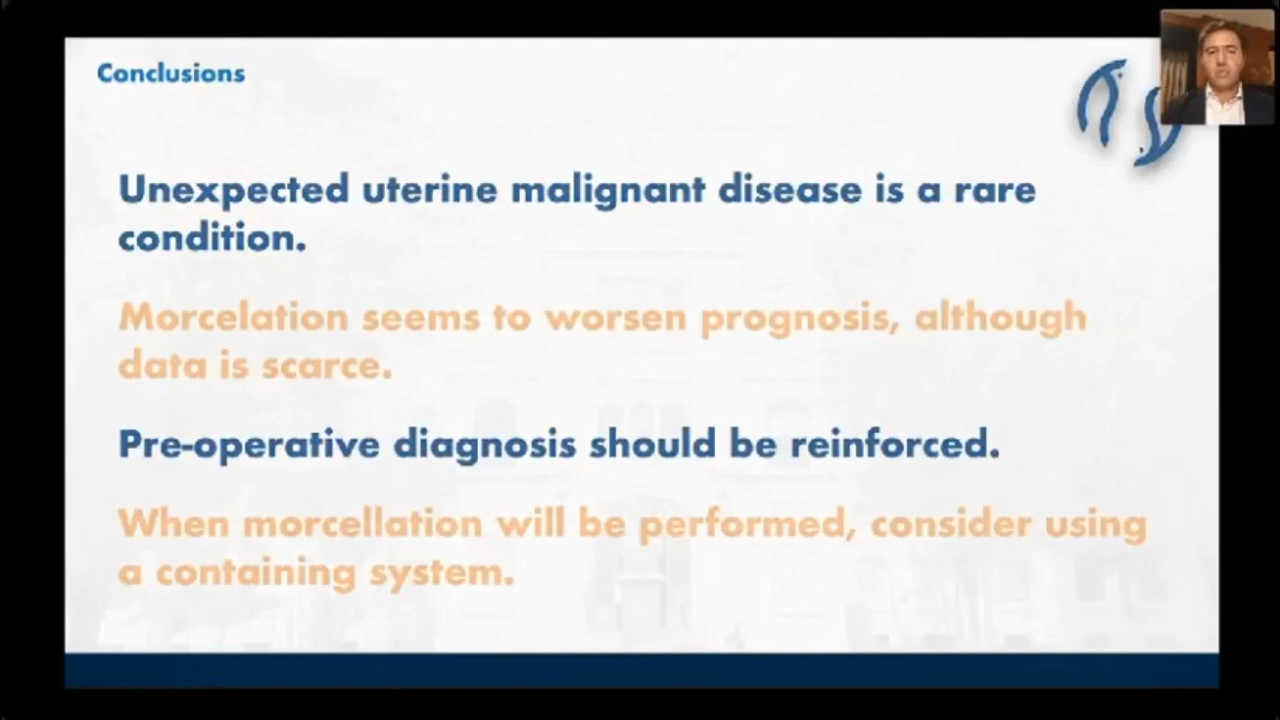 Conclusions
Unexpected uterine malignant disease is a rare
condition.
Morcelation seems to worsen prognosis, although
data is scarce.
Pre-operative diagnosis should be reinforced.
When morcellation will be performed, consider using
a containing system.